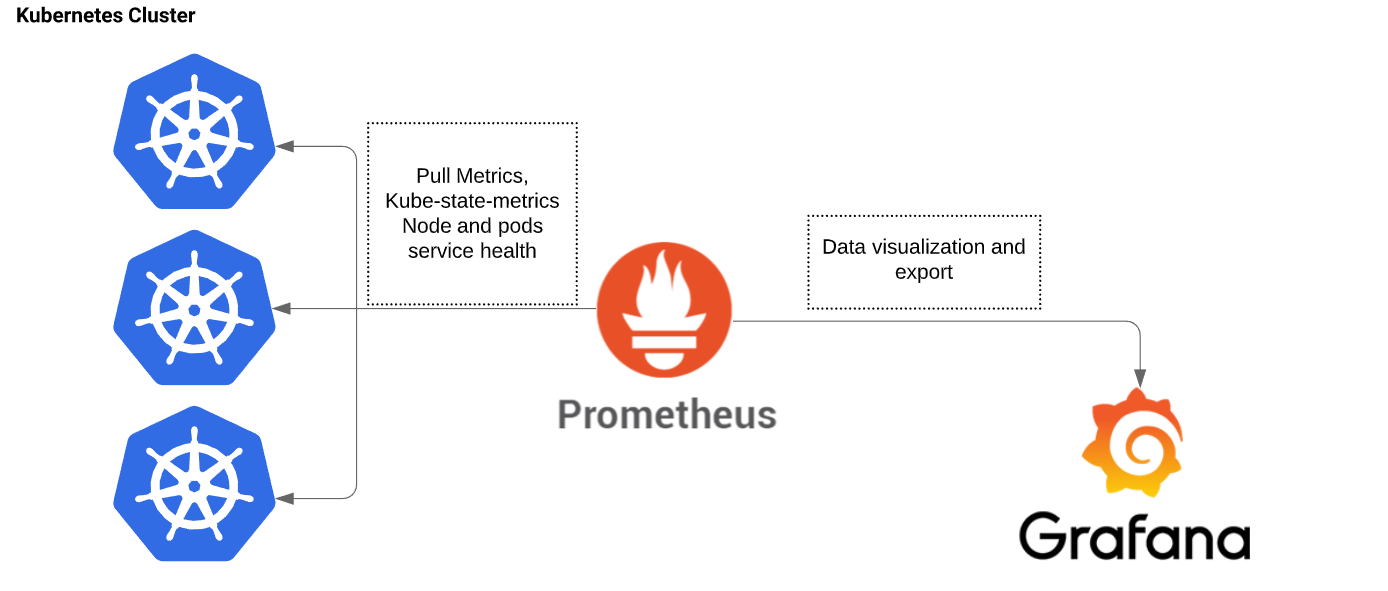 Kubernetes Cluster
Pull Metrics,
Kube-state-metrics
Node and pods
service health
Data visualization and
export
Prometheus
Grafana